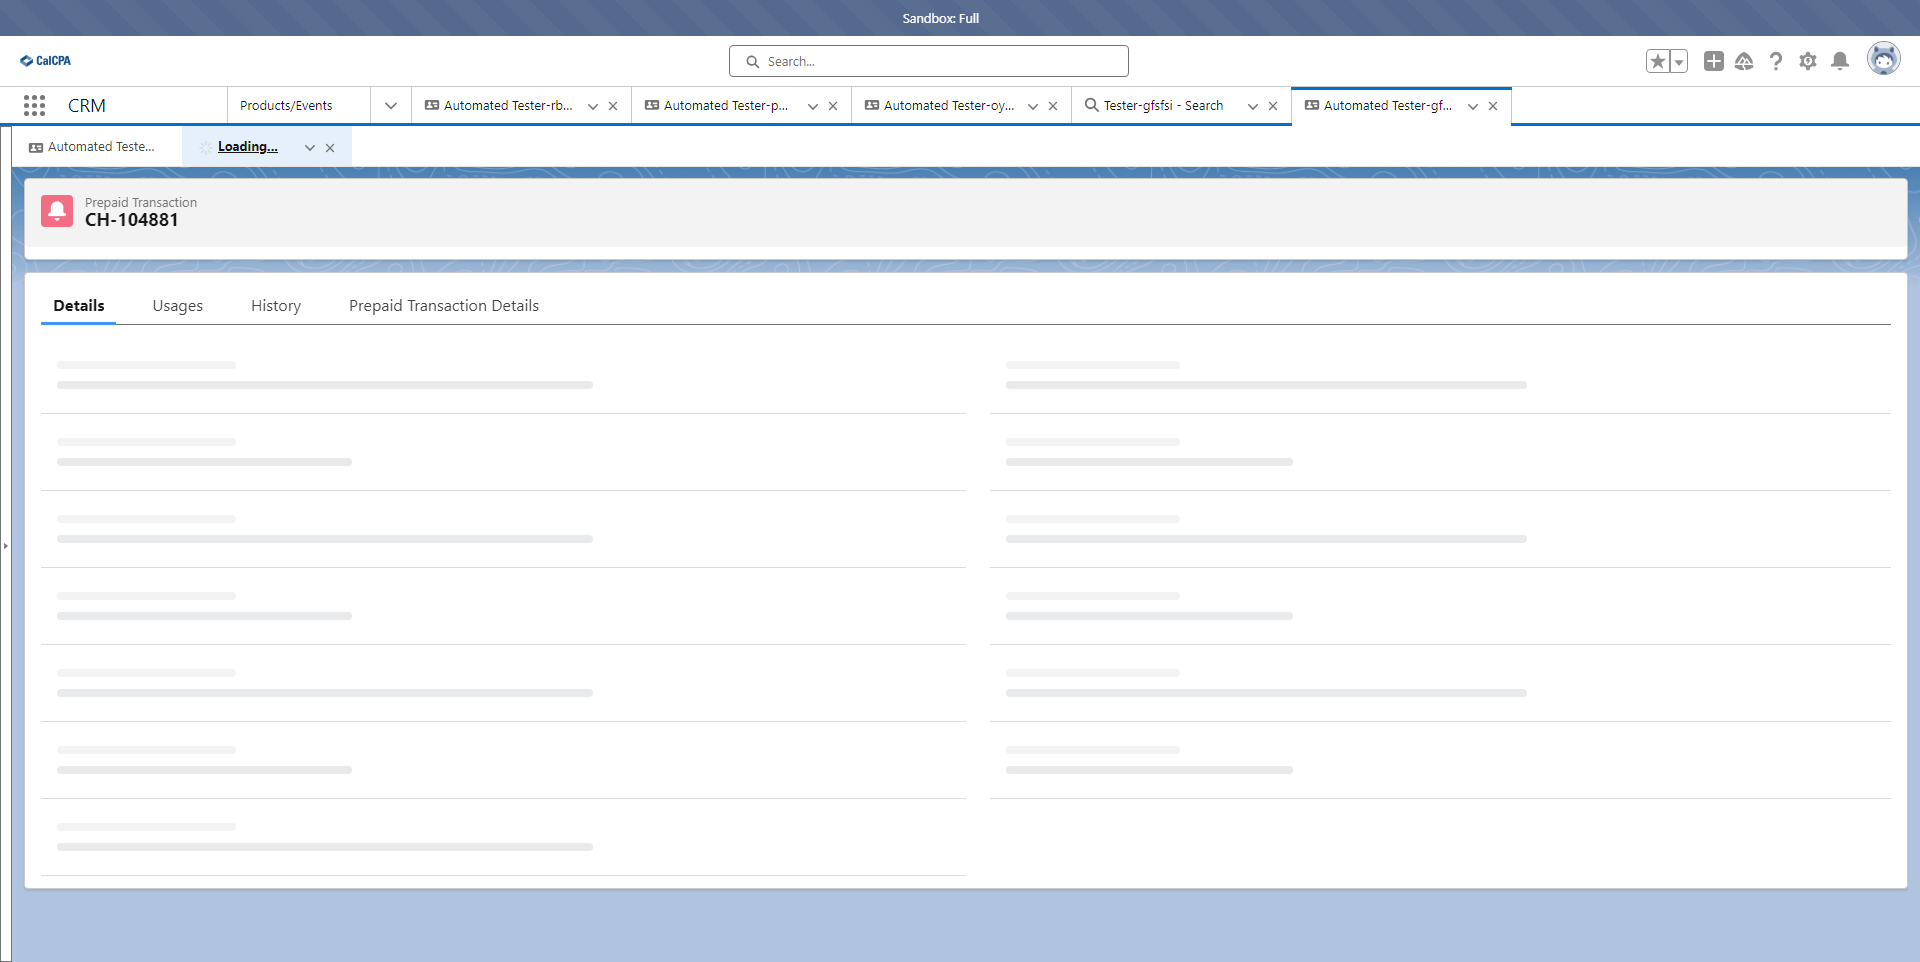 Sandbox: Full
CalCPA
Search...
CRM
Products/Events
Automated Tester-rb...
Automated Tester-p...
Automated Tester-oy...
Tester-gfsfsi - Search
Automated Tester-gf...
Automated Teste...
Loading...
Prepaid Transaction
CH-104881
Details
Usages
History
Prepaid Transaction Details